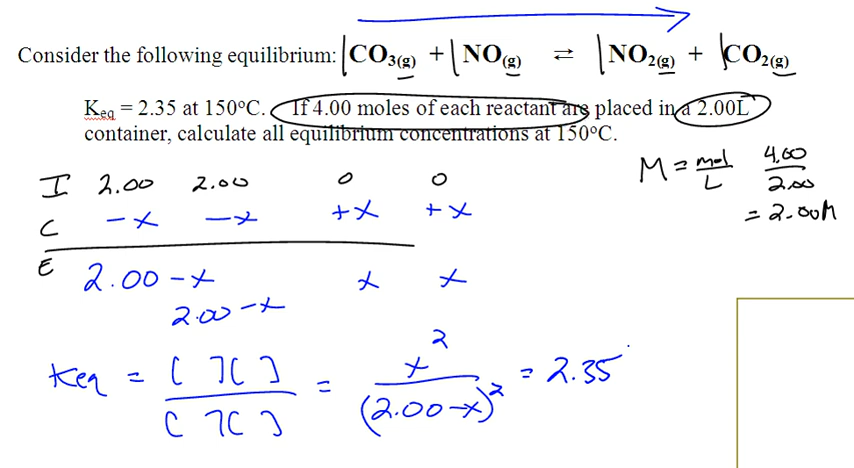 Consider the following equilibrium: |CO₃(g) + |NO(g) ⇌ |NO₂(g) + |CO₂(g)
Keq = 2.35 at 150°C. If 4.00 moles of each reactant are placed in a 2.00L
container, calculate all equilibrium concentrations at 150°C.
M = mol/L 4.00/2.00
= 2.00M
I 2.00 2.00 0 0
C -x -x +x +x
E 2.00-x x x
2.00-x
Keq = [ ][ ]/[ ][ ] = x²/(2.00-x)² = 2.35